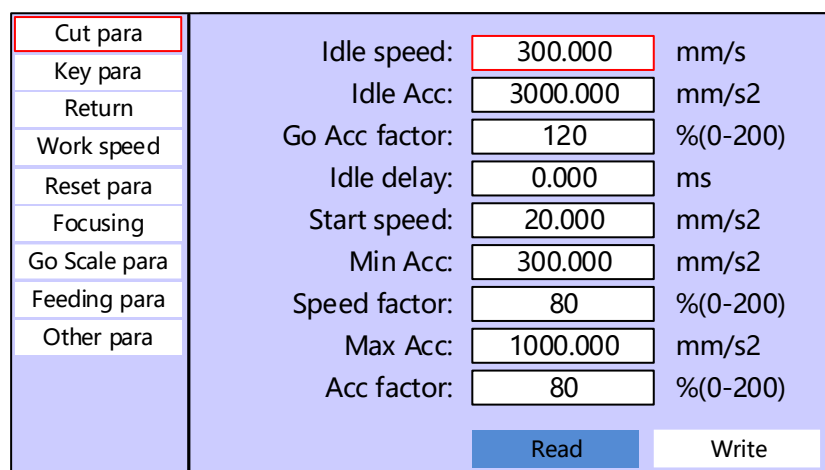 Cut para
Key para
Return
Work speed
Reset para
Focusing
Go Scale para
Feeding para
Other para
Idle speed: 300.000 mm/s
Idle Acc: 3000.000 mm/s2
Go Acc factor: 120 %(0-200)
Idle delay: 0.000 ms
Start speed: 20.000 mm/s2
Min Acc: 300.000 mm/s2
Speed factor: 80 %(0-200)
Max Acc: 1000.000 mm/s2
Acc factor: 80 %(0-200)
Read Write